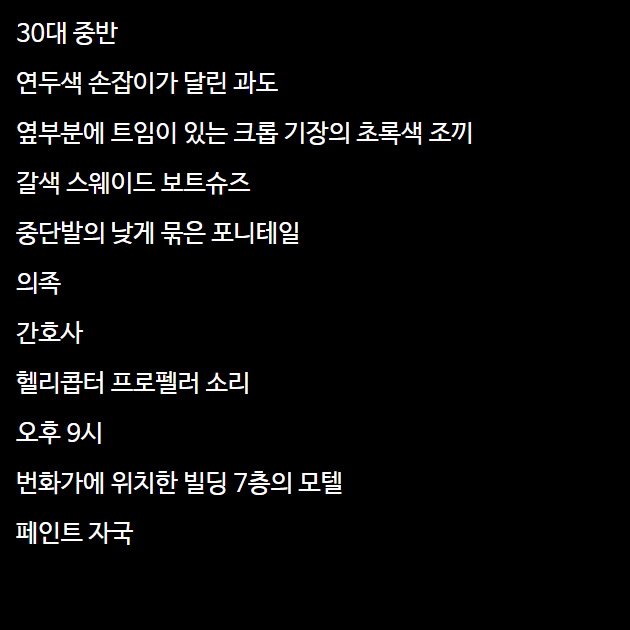 30대 중반
연두색 손잡이가 달린 과도
옆부분에 트임이 있는 크롭 기장의 초록색 조끼
갈색 스웨이드 보트슈즈
중단발의 낮게 묶은 포니테일
의족
간호사
헬리콥터 프로펠러 소리
오후 9시
번화가에 위치한 빌딩 7층의 모텔
페인트 자국